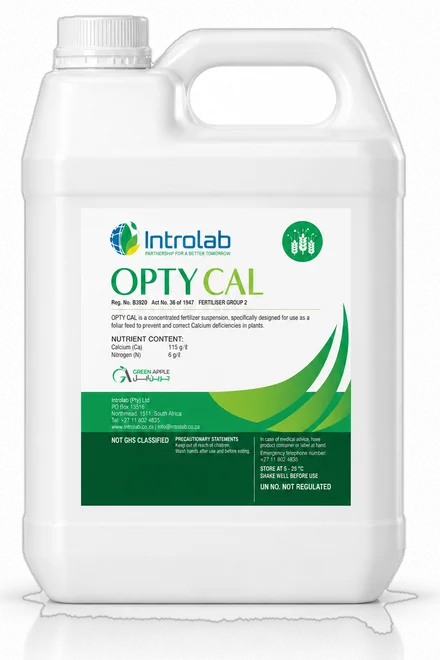 Introlab
PARTNERSHIP FOR A BETTER TOMORROW
OPTY CAL
Reg. No. B3920 Act No. 36 of 1947 FERTILISER GROUP 2
OPTY CAL is a concentrated fertilizer suspension, specifically designed for use as a
foliar feed to prevent and correct Calcium deficiencies in plants.
NUTRIENT CONTENT:
Calcium (Ca) 115 g/ℓ
Nitrogen (N) 6 g/ℓ
GREEN APPLE
جرين ابل
Introlab (Pty) Ltd
PO Box 13516
Northmead, 1511, South Africa
Tel: +27 11 802 4835
www.introlab.co.za | info@introlab.co.za
NOT GHS CLASSIFIED
PRECAUTIONARY STATEMENTS
Keep out of reach of children.
Wash hands after use and before eating.
In case of medical advice, have
product container or label at hand.
Emergency telephone number:
+27 11 802 4835
STORE AT 5 - 25 °C
SHAKE WELL BEFORE USE
UN NO. NOT REGULATED